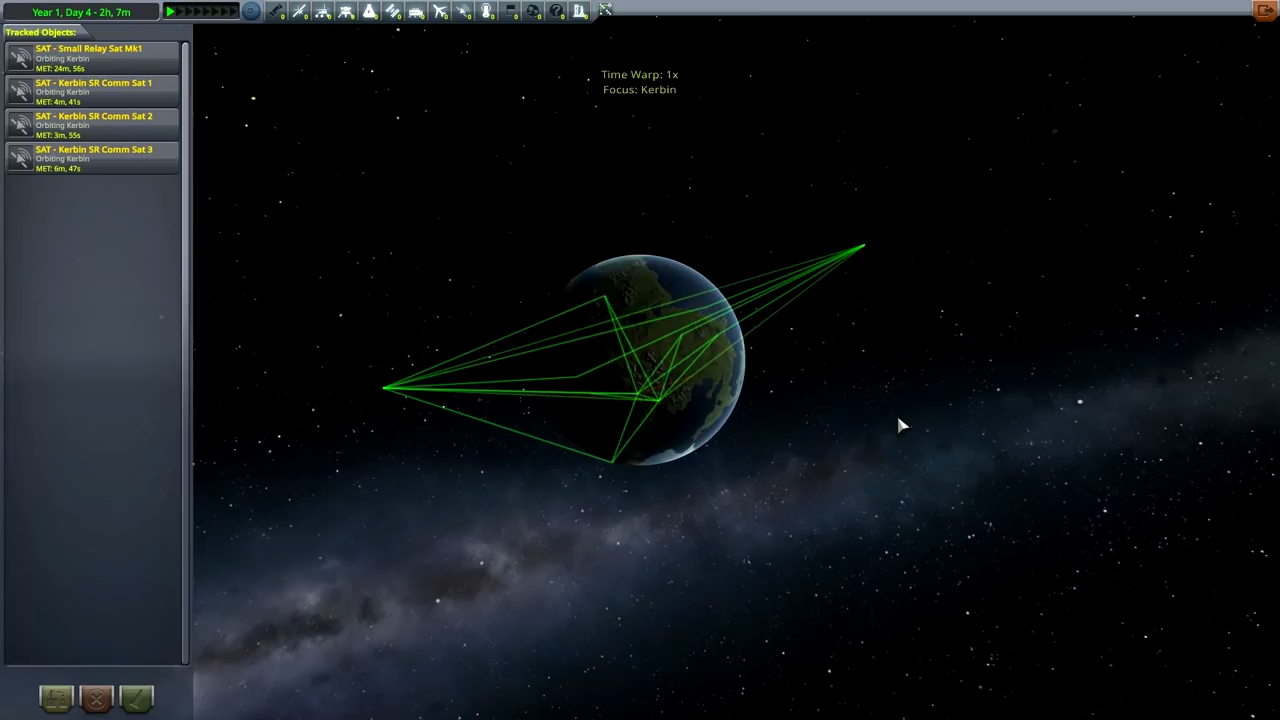 Year 1, Day 4 - 2h, 7m
Tracked Objects:
SAT - Small Relay Sat Mk1
Orbiting Kerbin
MET: 24m, 56s
SAT - Kerbin SR Comm Sat 1
Orbiting Kerbin
MET: 4m, 41s
SAT - Kerbin SR Comm Sat 2
Orbiting Kerbin
MET: 3m, 55s
SAT - Kerbin SR Comm Sat 3
Orbiting Kerbin
MET: 6m, 47s
Time Warp: 1x
Focus: Kerbin